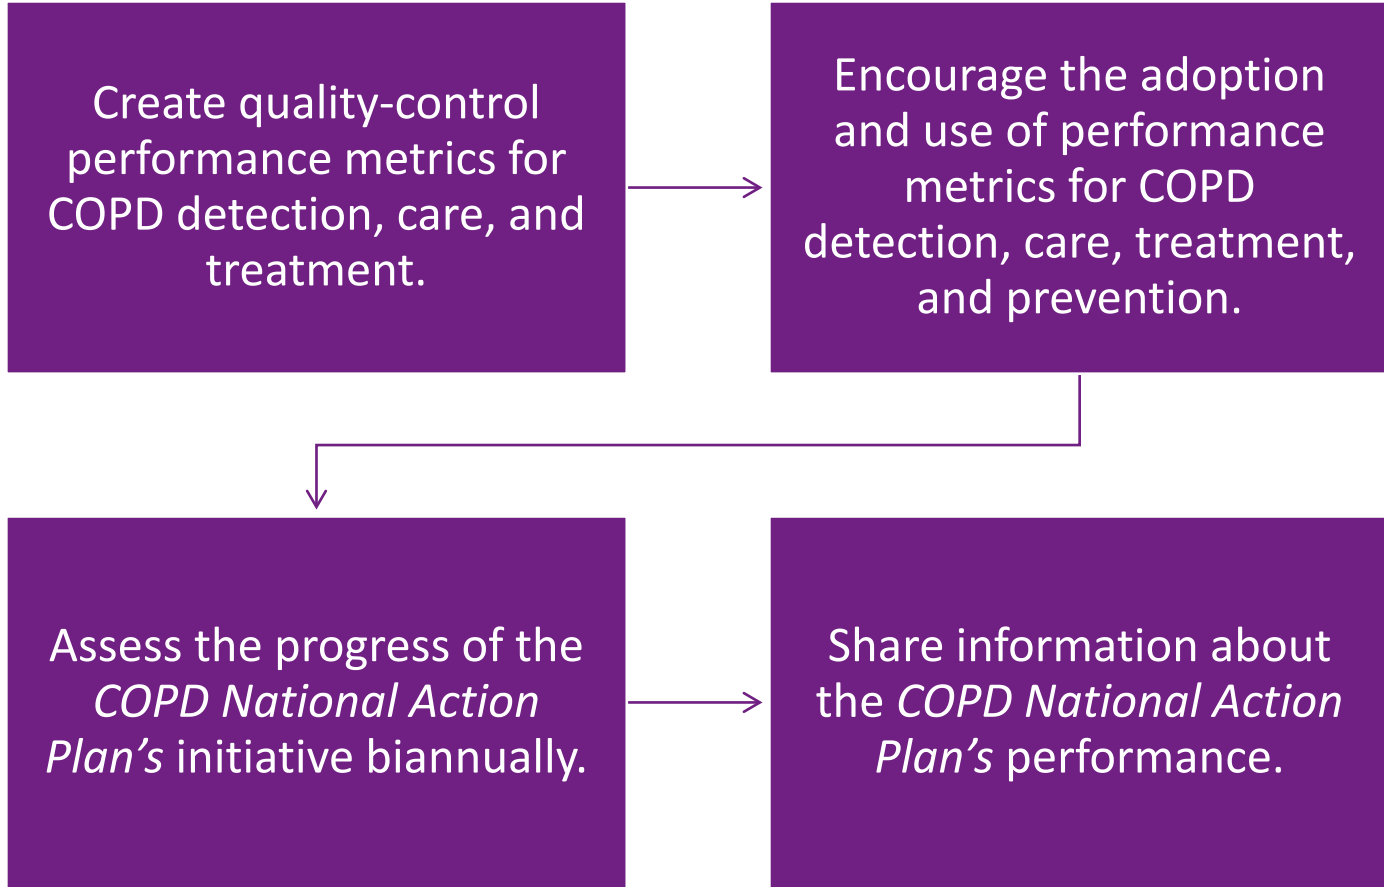 Create quality-control
performance metrics for
COPD detection, care, and
treatment.
Encourage the adoption
and use of performance
metrics for COPD
detection, care, treatment,
and prevention.
Assess the progress of the
COPD National Action
Plan’s initiative biannually.
Share information about
the COPD National Action
Plan’s performance.